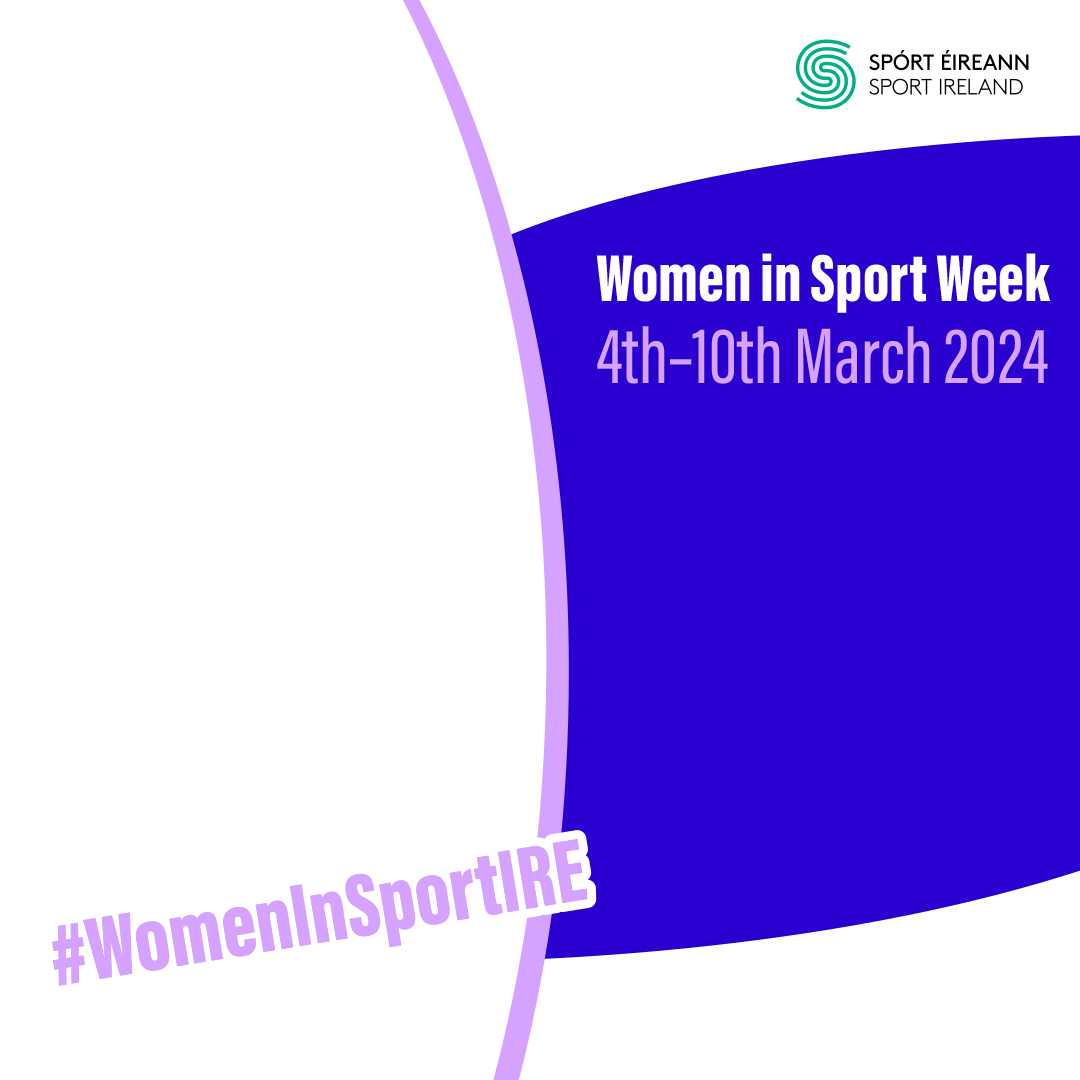 SPÓRT ÉIREANN
SPORT IRELAND
Women in Sport Week
4th–10th March 2024
#WomenInSportIRE